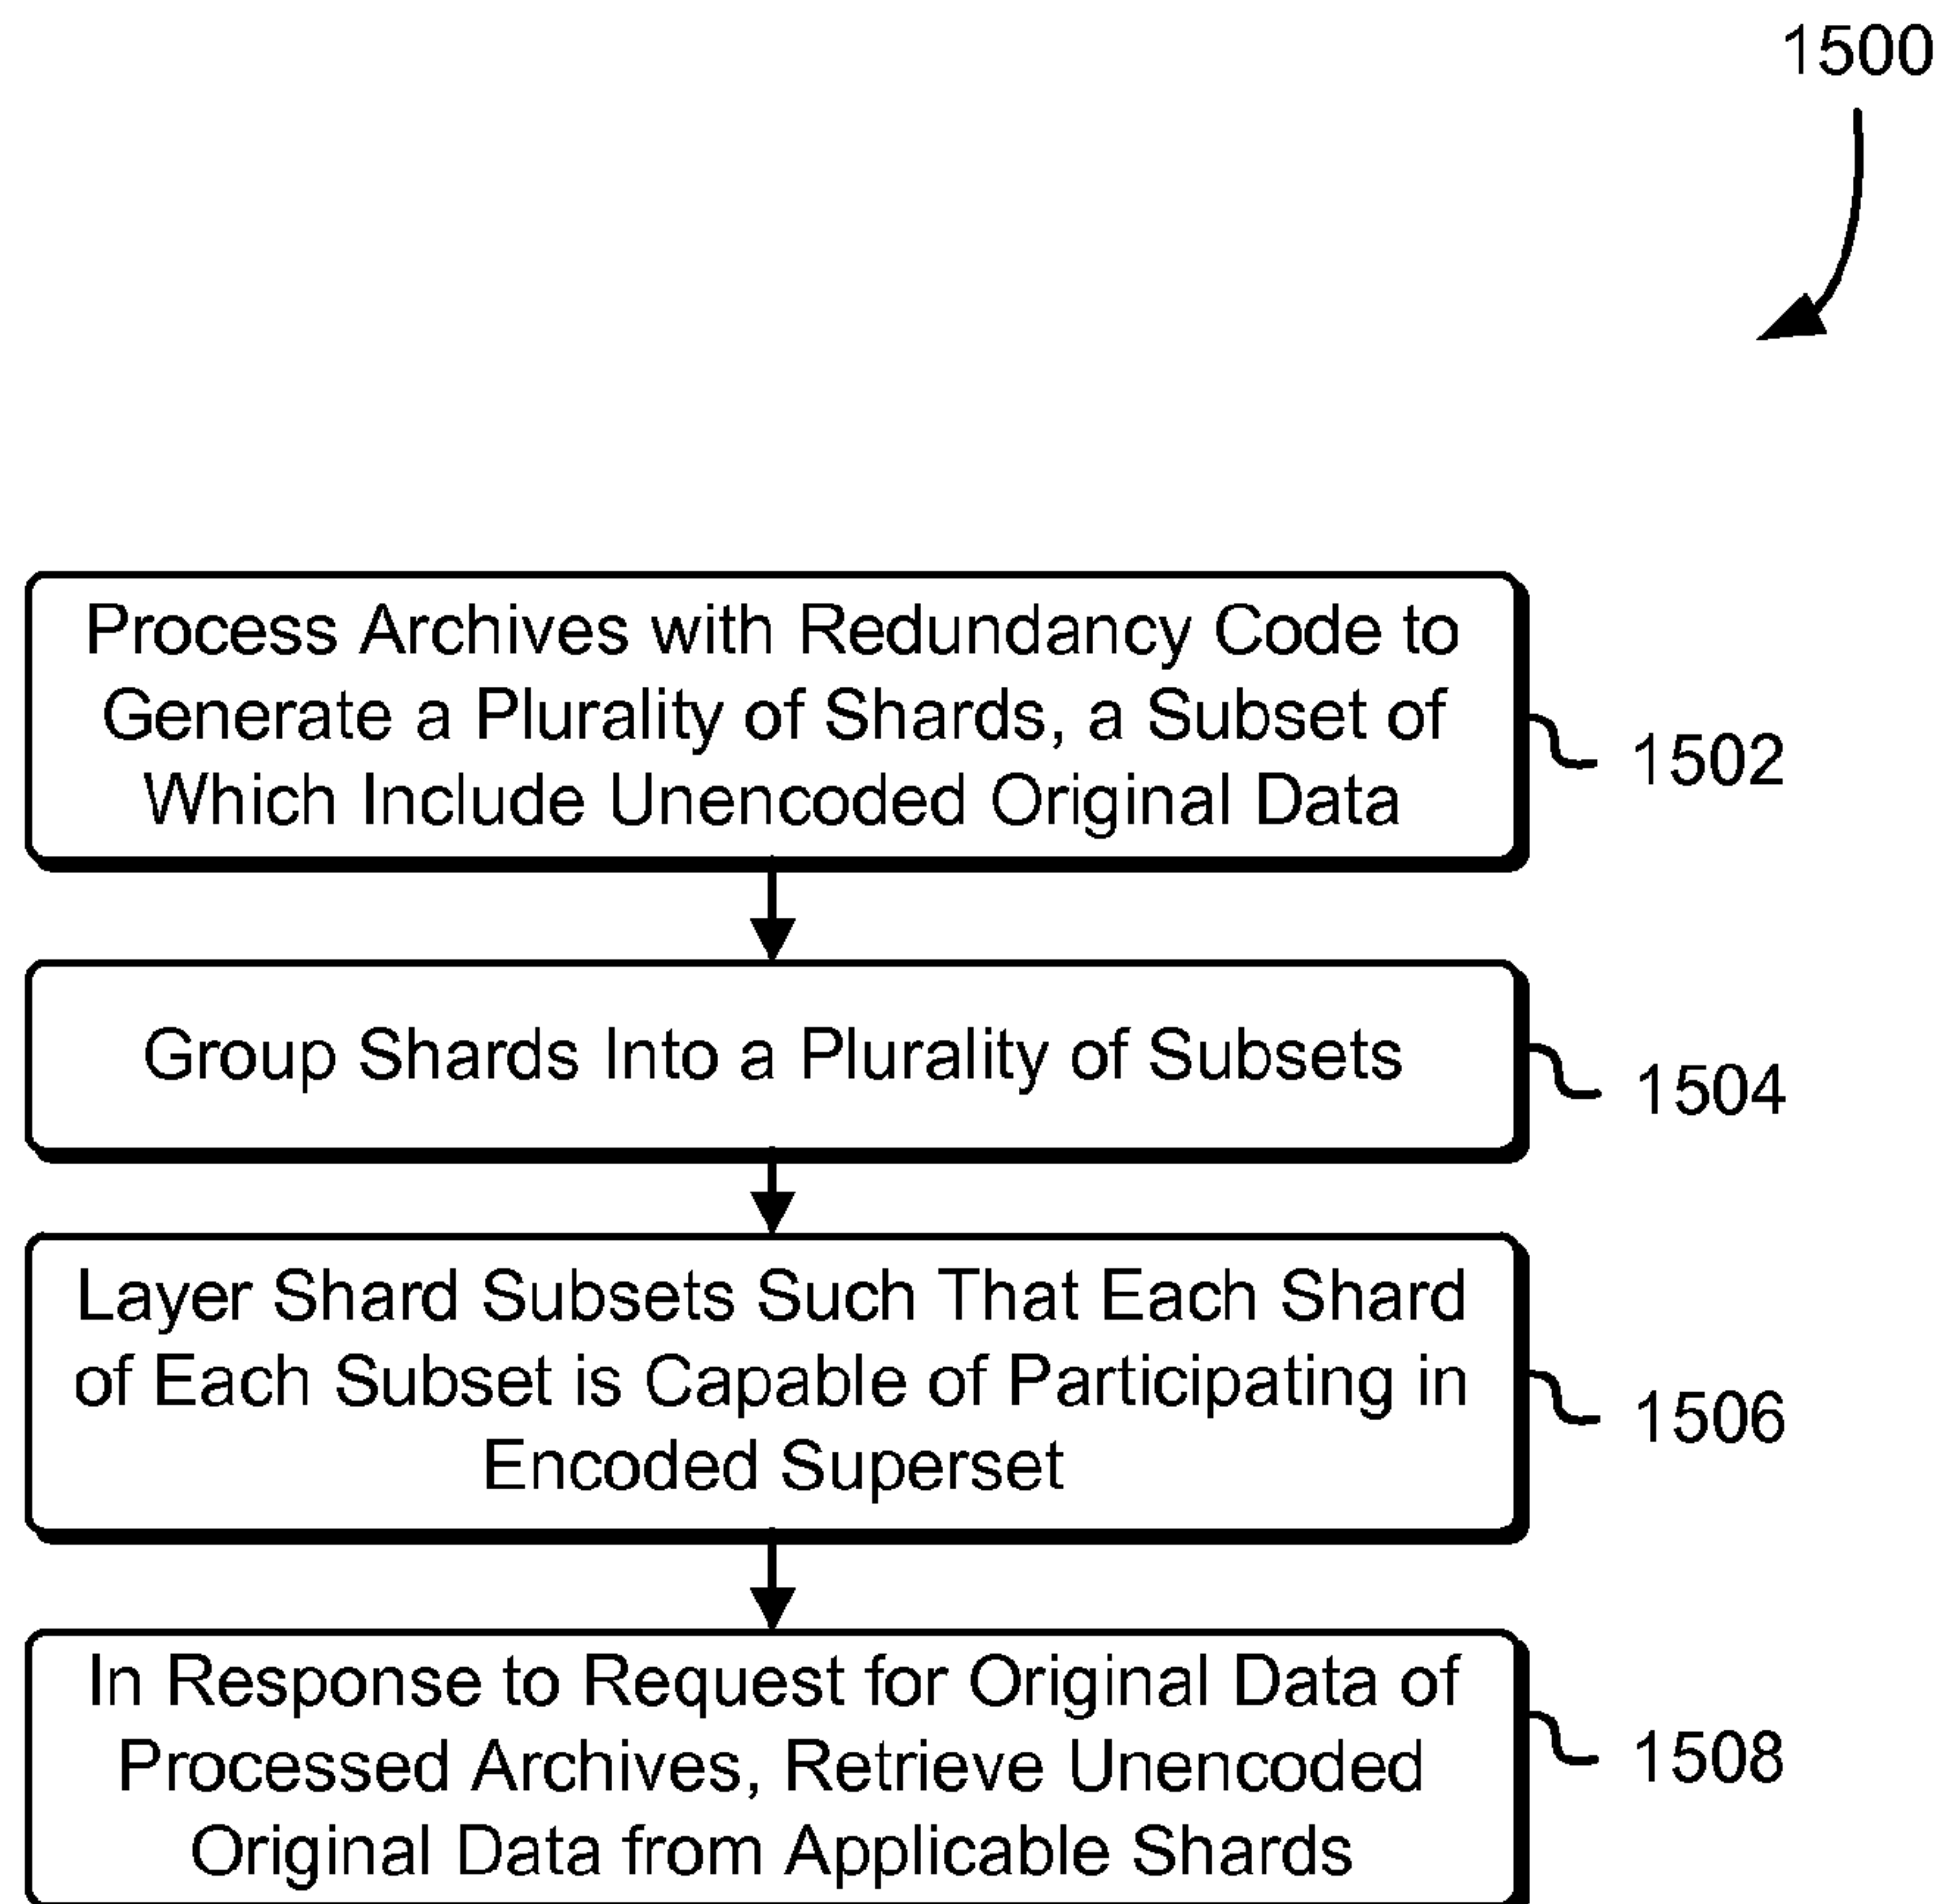 1500
Process Archives with Redundancy Code to
Generate a Plurality of Shards, a Subset of
Which Include Unencoded Original Data
1502
Group Shards Into a Plurality of Subsets
1504
Layer Shard Subsets Such That Each Shard
of Each Subset is Capable of Participating in
Encoded Superset
1506
In Response to Request for Original Data of
Processed Archives, Retrieve Unencoded
Original Data from Applicable Shards
1508